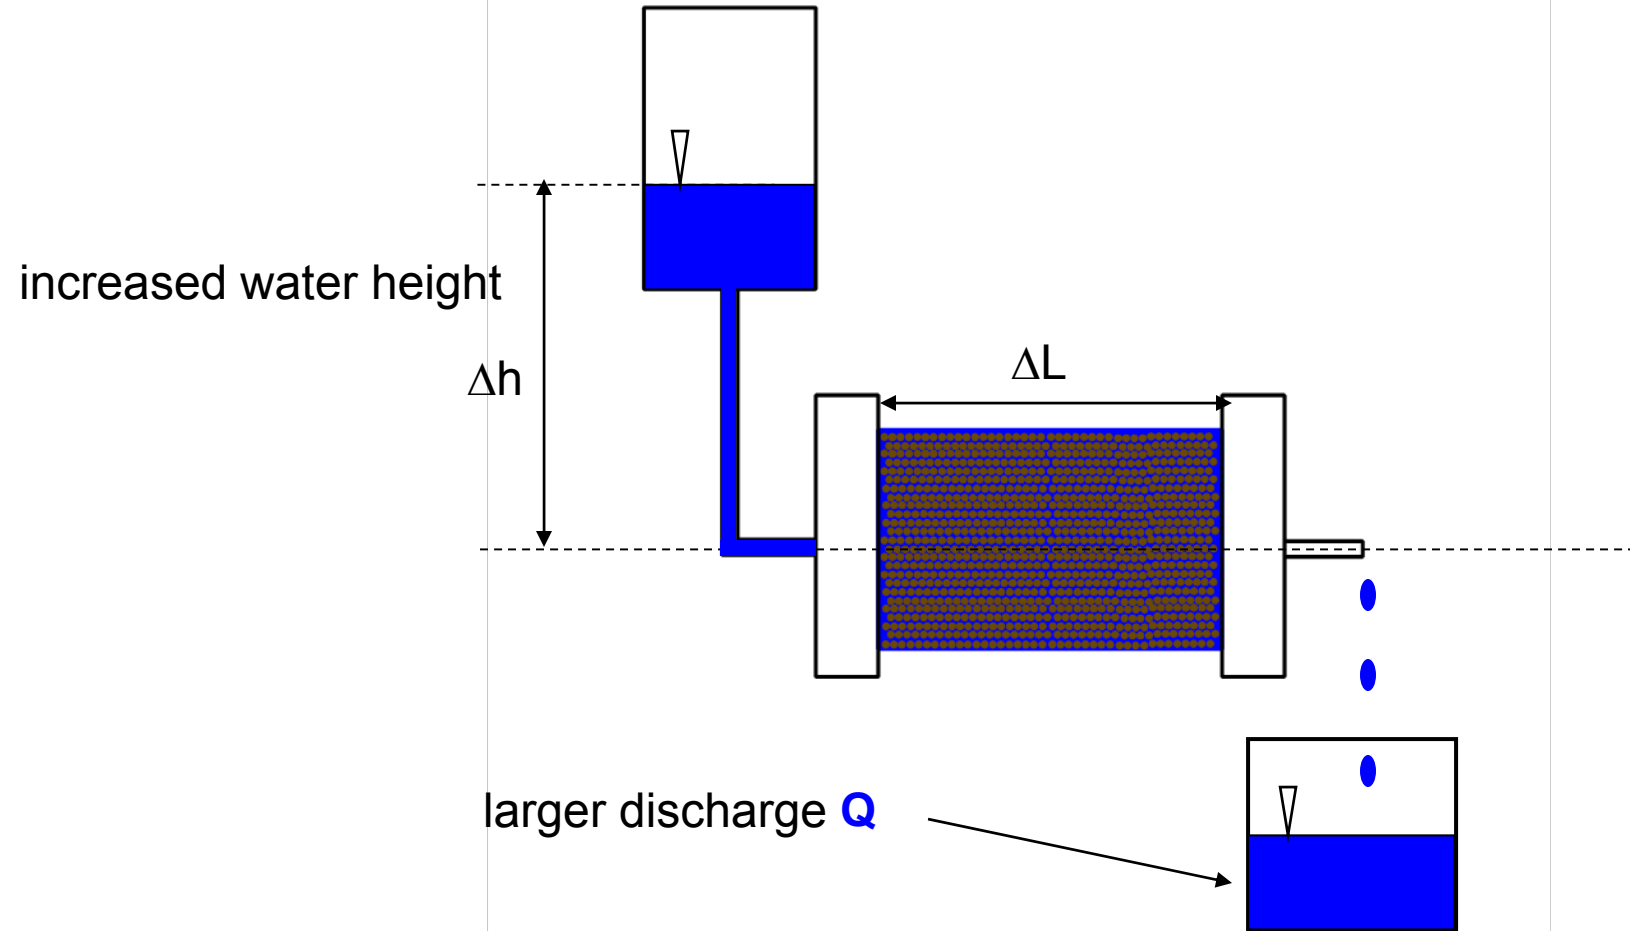 increased water height
Δh
ΔL
larger discharge Q